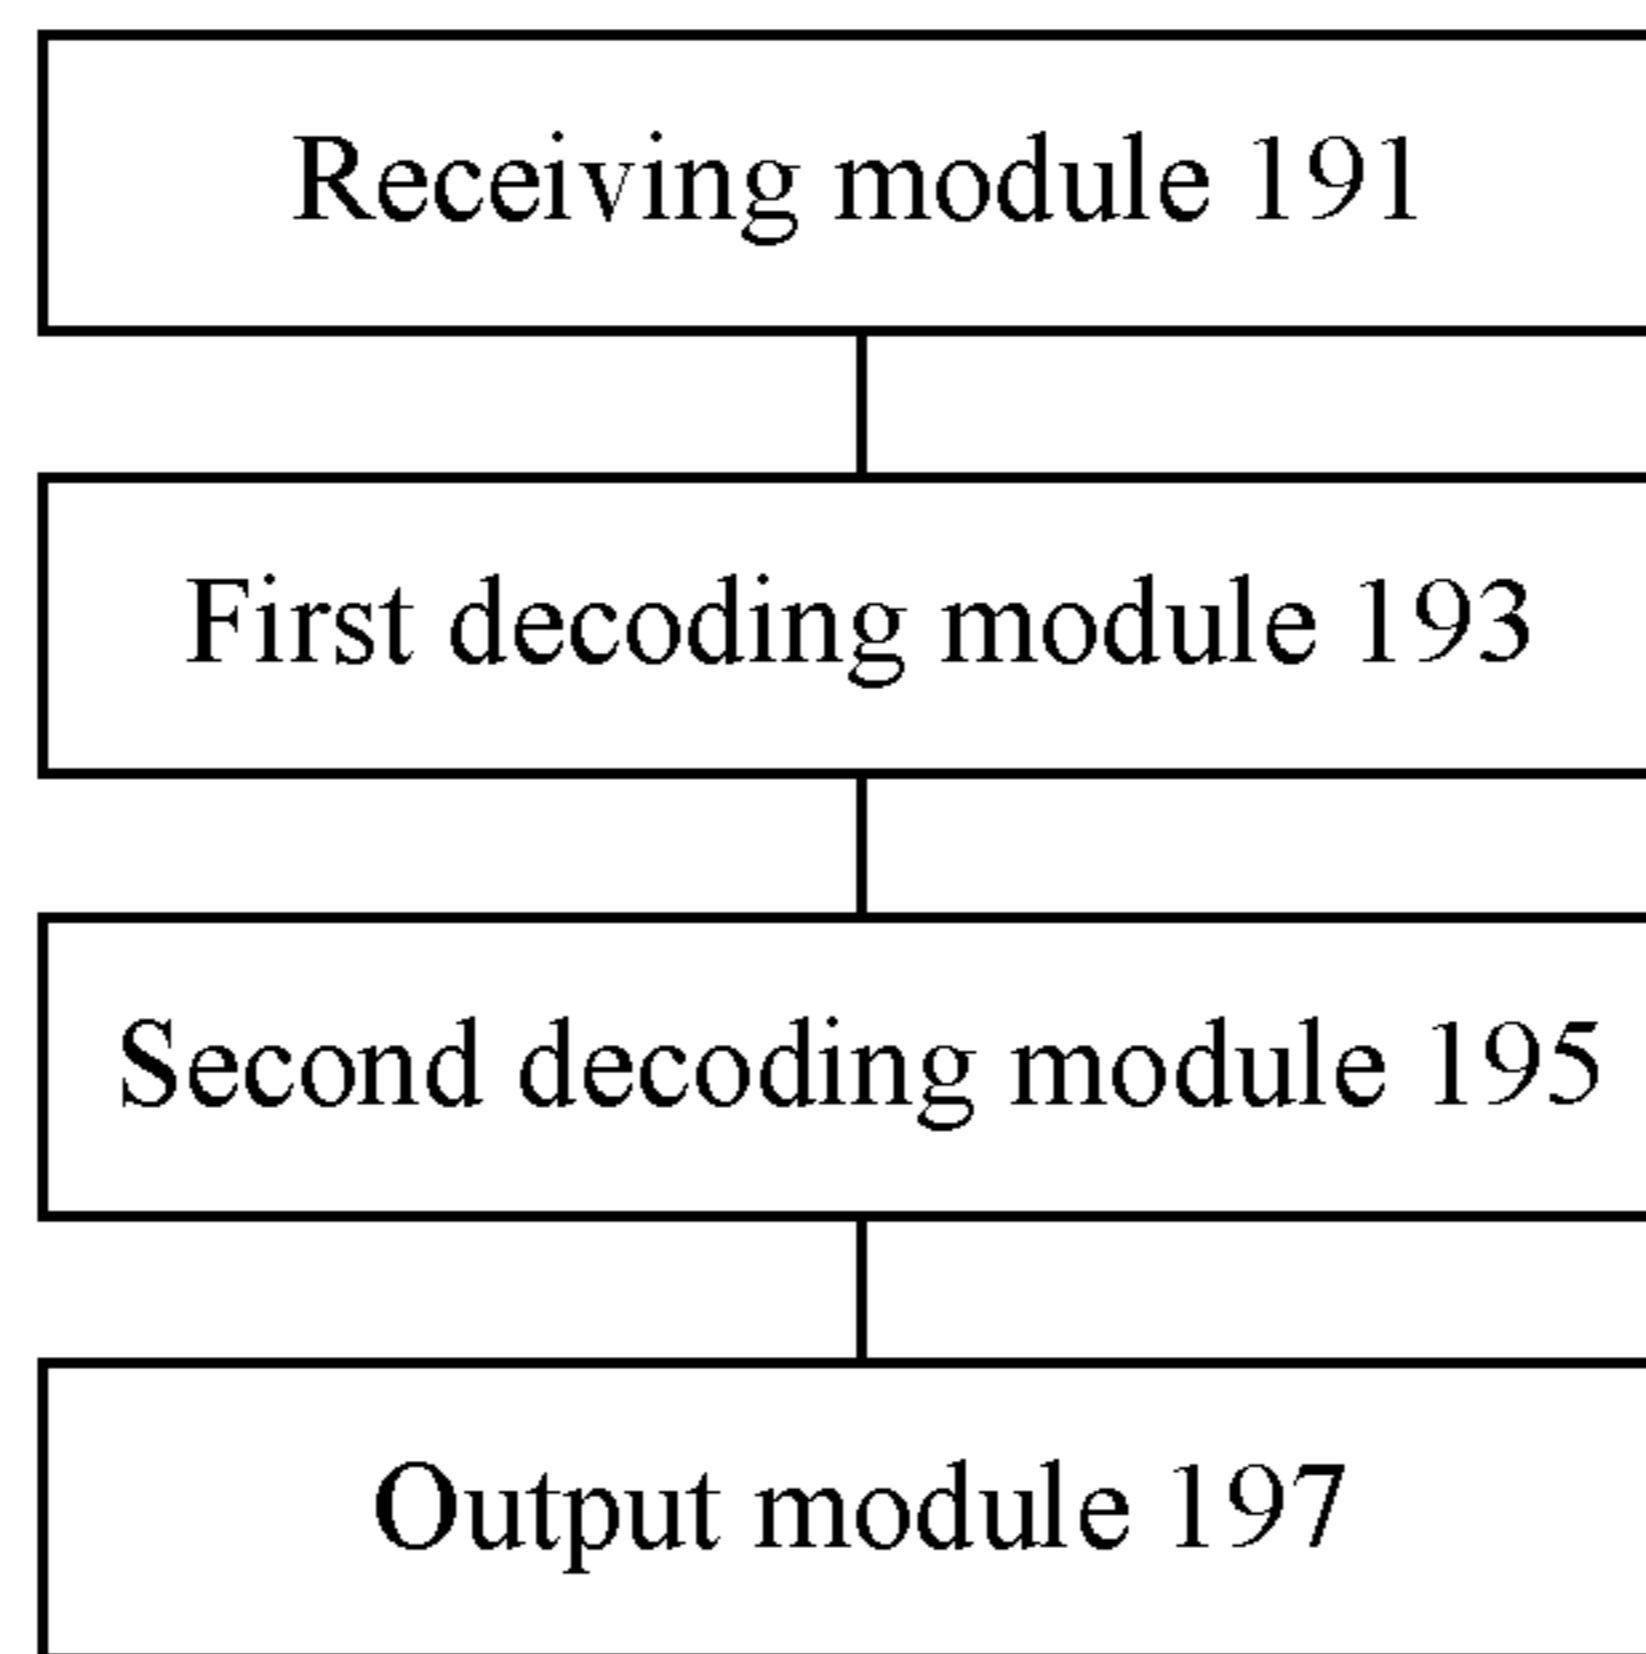 Receiving module 191
First decoding module 193
Second decoding module 195
Output module 197